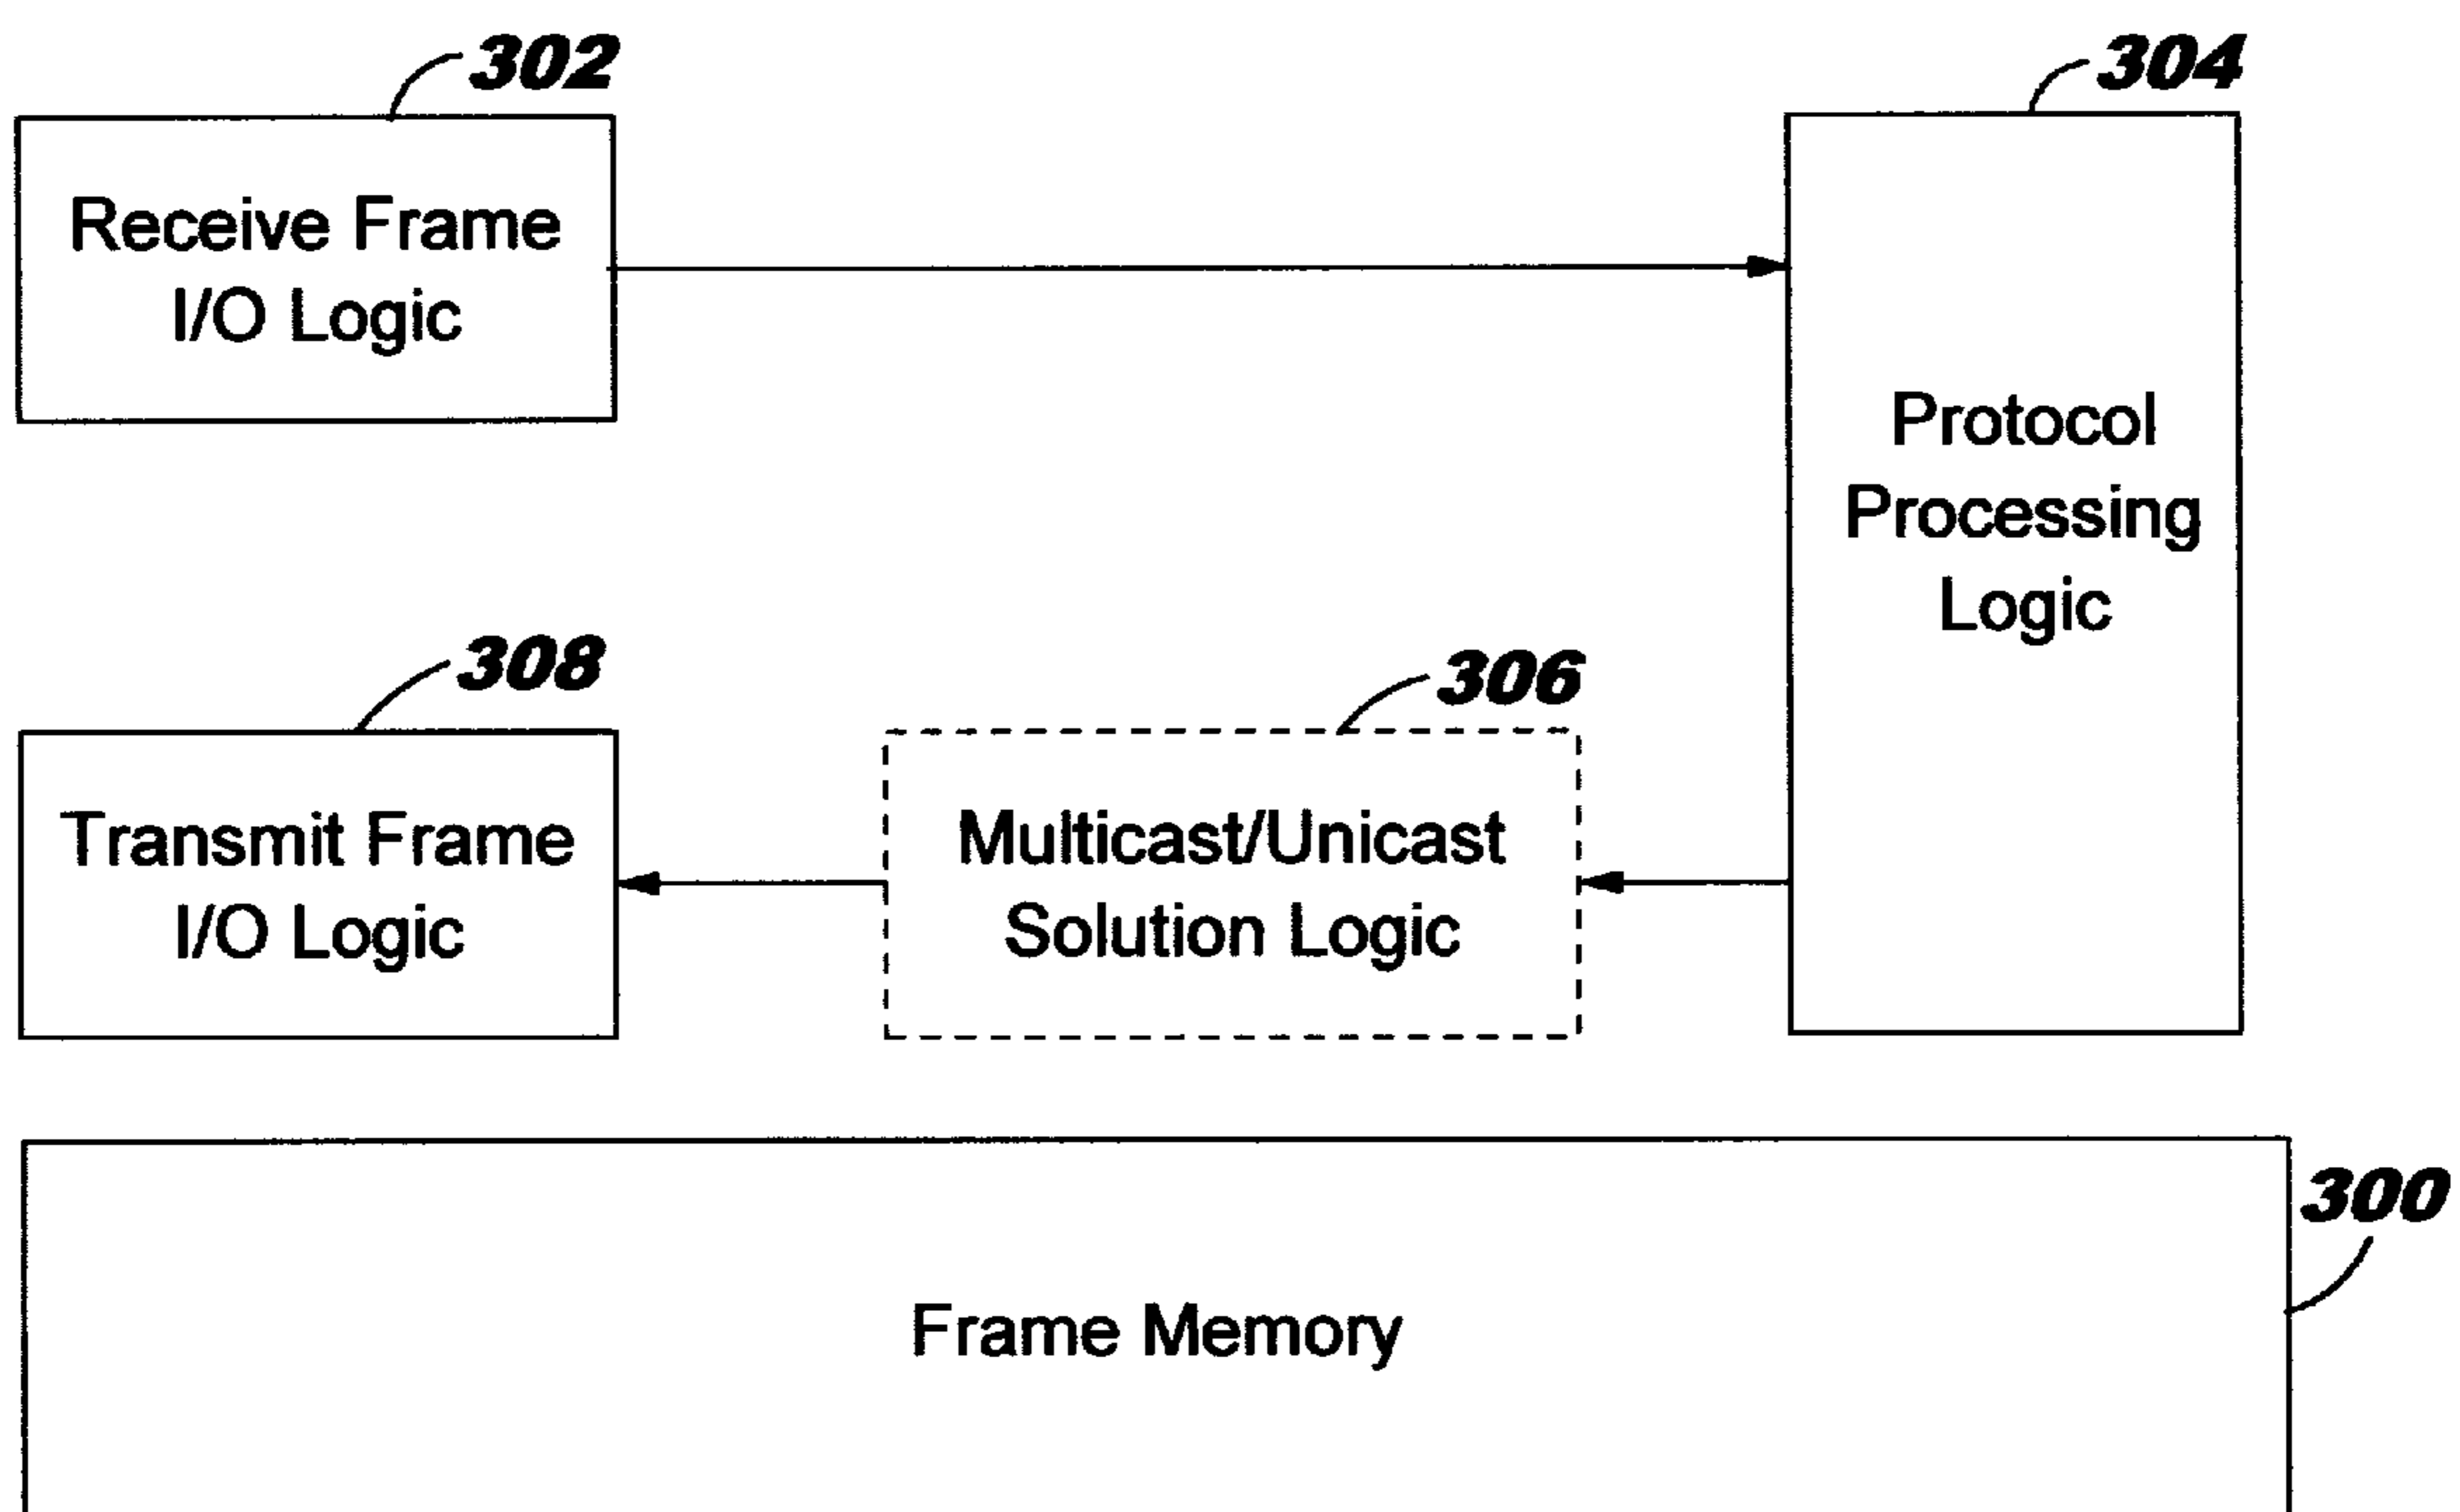 302
304
Receive Frame
I/O Logic
Protocol
Processing
Logic
308
306
Transmit Frame
I/O Logic
Multicast/Unicast
Solution Logic
300
Frame Memory